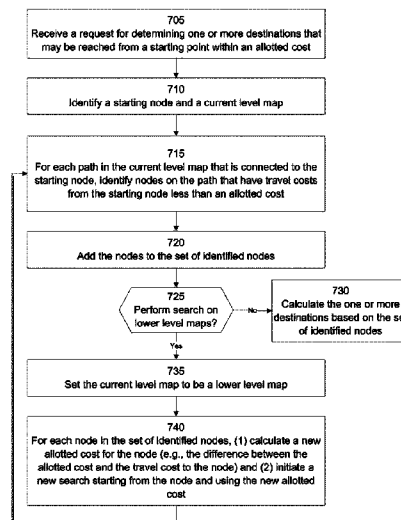 705
Receive a request for determining one or more destinations that
may be reached from a starting point within an allotted cost
710
Identify a starting node and a current level map
715
For each path in the current level map that is connected to the
starting node, identify nodes on the path that have travel costs
from the starting node less than an allotted cost
720
Add the nodes to the set of identified nodes
725
Perform search on
lower level maps?
No
730
Calculate the one or more
destinations based on the se
of identified nodes
Yes
735
Set the current level map to be a lower level map
740
For each node in the set of identified nodes, (1) calculate a new
allotted cost for the node (e.g., the difference between the
allotted cost and the travel cost to the node) and (2) initiate a
new search starting from the node and using the new allotted
cost